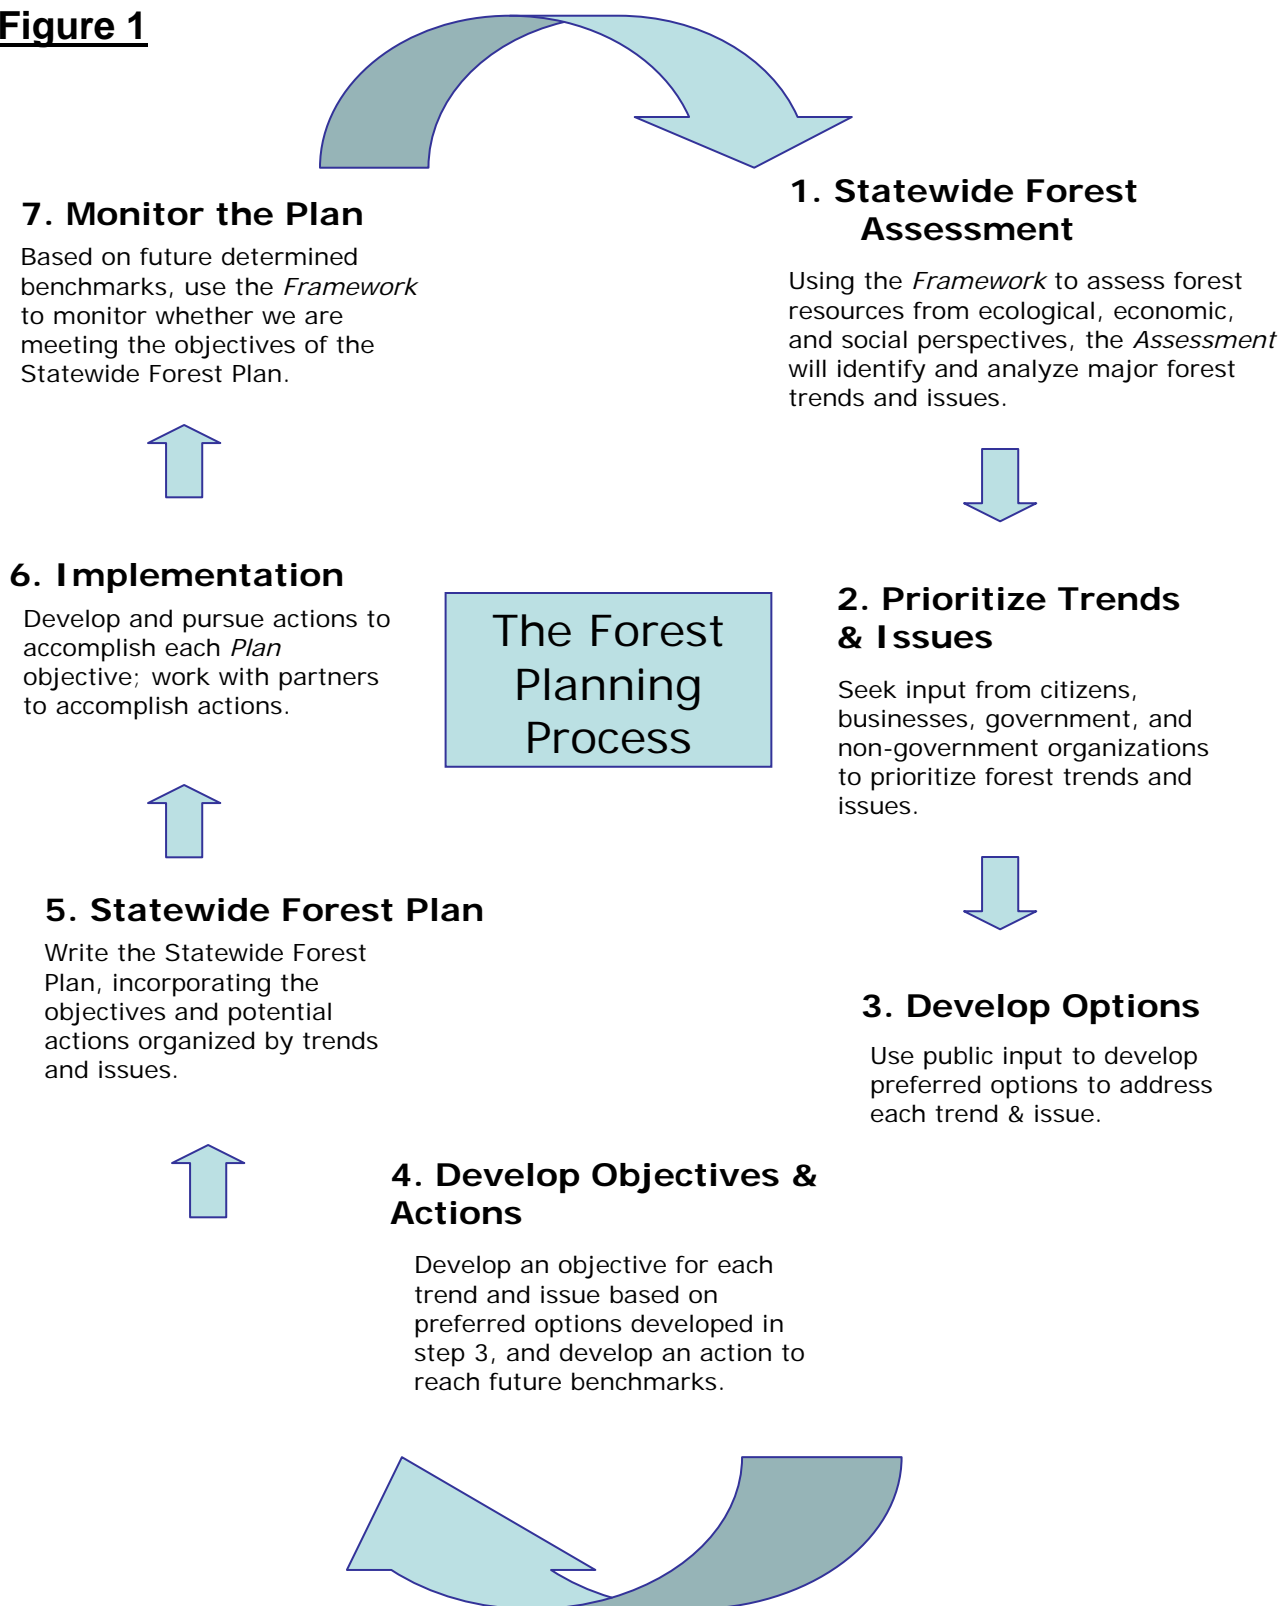 Figure 1
1. Statewide Forest
Assessment
Using the Framework to assess forest
resources from ecological, economic,
and social perspectives, the Assessment
will identify and analyze major forest
trends and issues.
2. Prioritize Trends
& Issues
Seek input from citizens,
businesses, government, and
non-government organizations
to prioritize forest trends and
issues.
3. Develop Options
Use public input to develop
preferred options to address
each trend & issue.
4. Develop Objectives &
Actions
Develop an objective for each
trend and issue based on
preferred options developed in
step 3, and develop an action to
reach future benchmarks.
5. Statewide Forest Plan
Write the Statewide Forest
Plan, incorporating the
objectives and potential
actions organized by trends
and issues.
6. Implementation
Develop and pursue actions to
accomplish each Plan
objective; work with partners
to accomplish actions.
7. Monitor the Plan
Based on future determined
benchmarks, use the Framework
to monitor whether we are
meeting the objectives of the
Statewide Forest Plan.
The Forest
Planning
Process